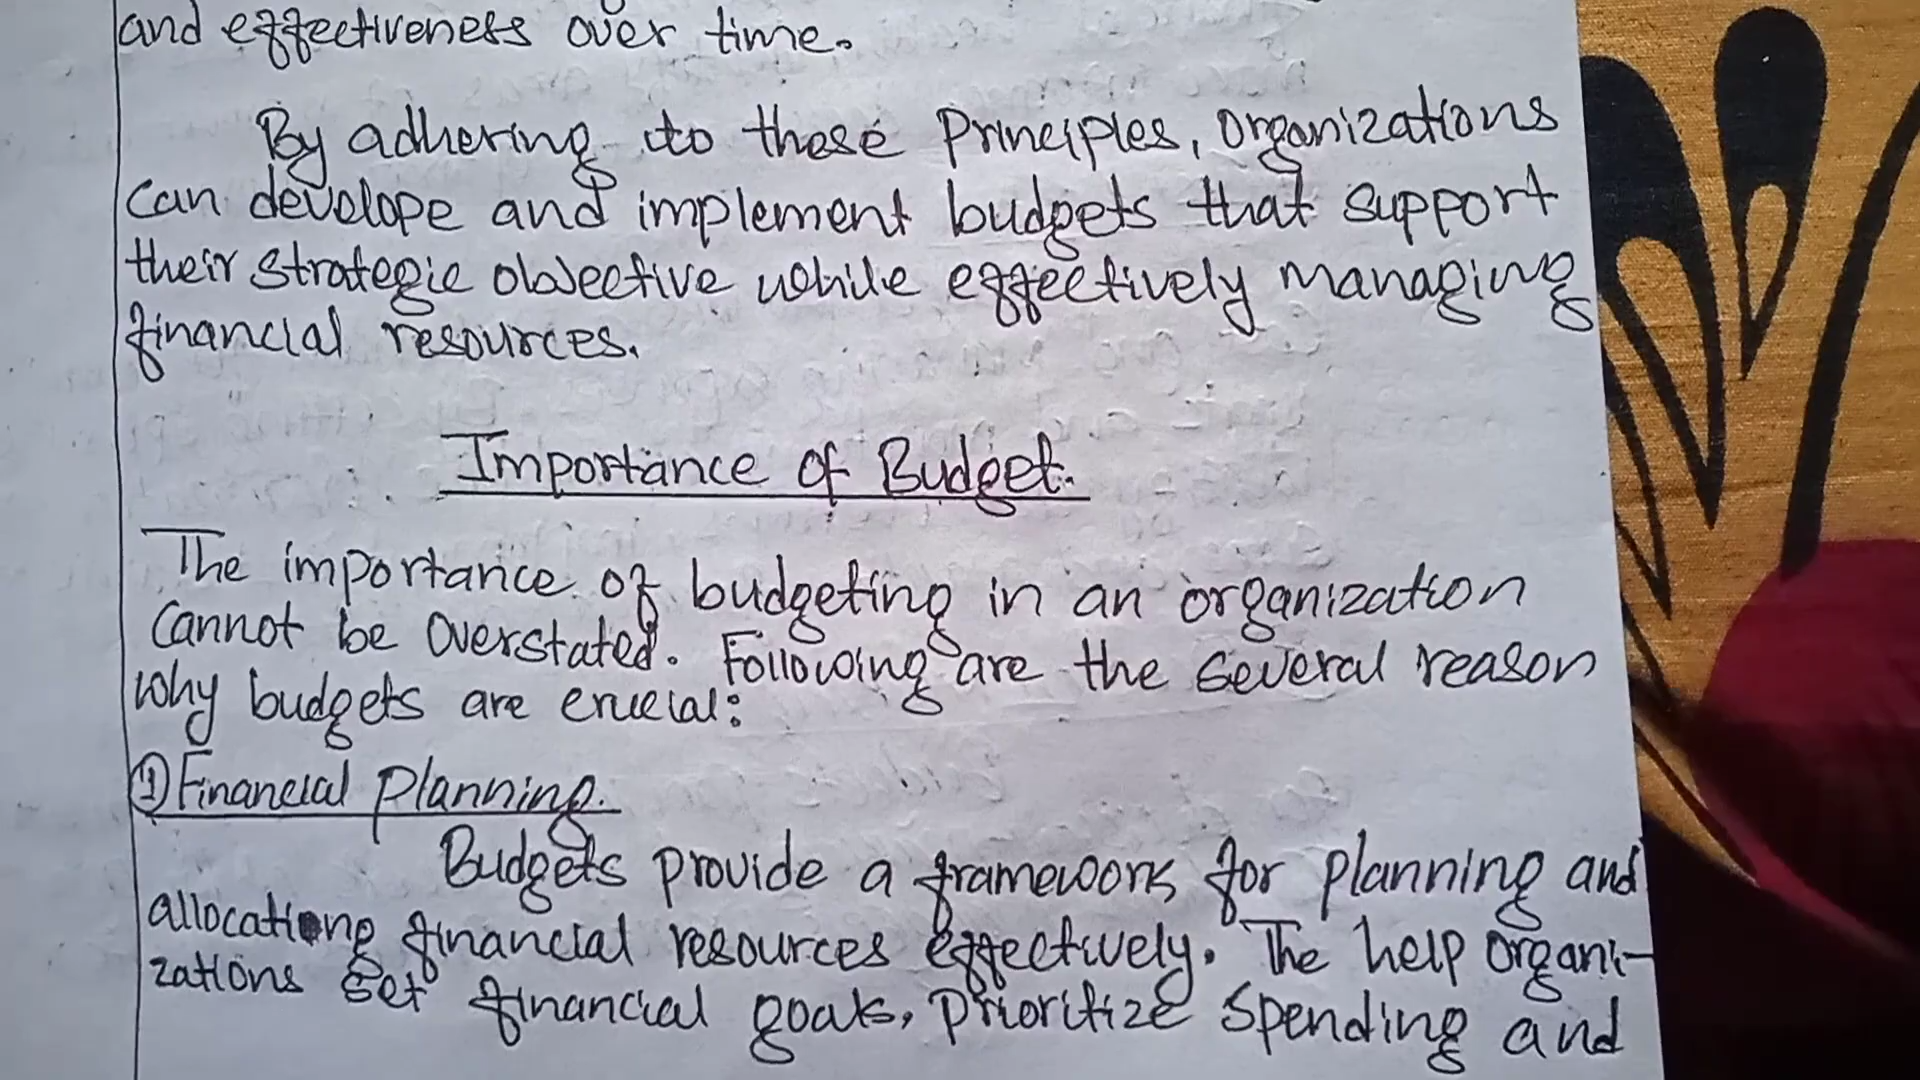 and effectiveness over time.
By adhering to these Principles, organizations
can develope and implement budgets that support
their strategic objective while effectively managing
financial resources.
Importance of Budget.
The importance of budgeting in an organization
cannot be overstated. Following are the several reason
why budgets are crucial:
① Financial Planning.
Budgets provide a framework for planning and
allocationg financial resources effectively. The help organi-
zations set financial goals, Prioritize spending and